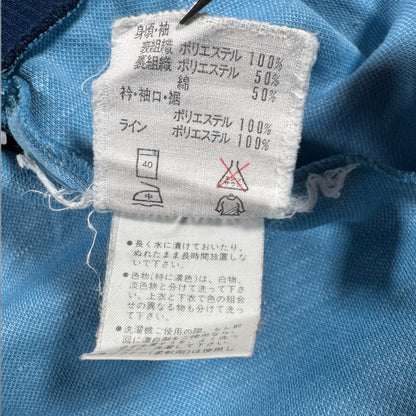 身頃・袖
表組織 ポリエステル 100%
裏組織 ポリエステル 50%
綿 50%
衿・袖口・裾
ポリエステル 100%
ライン ポリエステル 100%
40
中
●長く水に漬けておいたり、
ぬれたまま長時間放置しな
いで下さい。
●色物(特に濃色)は、白物、
淡色物と分けて洗って下さ
い。上衣と下衣で色の組合
せの異なる物も分けて洗っ
て下さい。
●洗濯機ご使用の際、